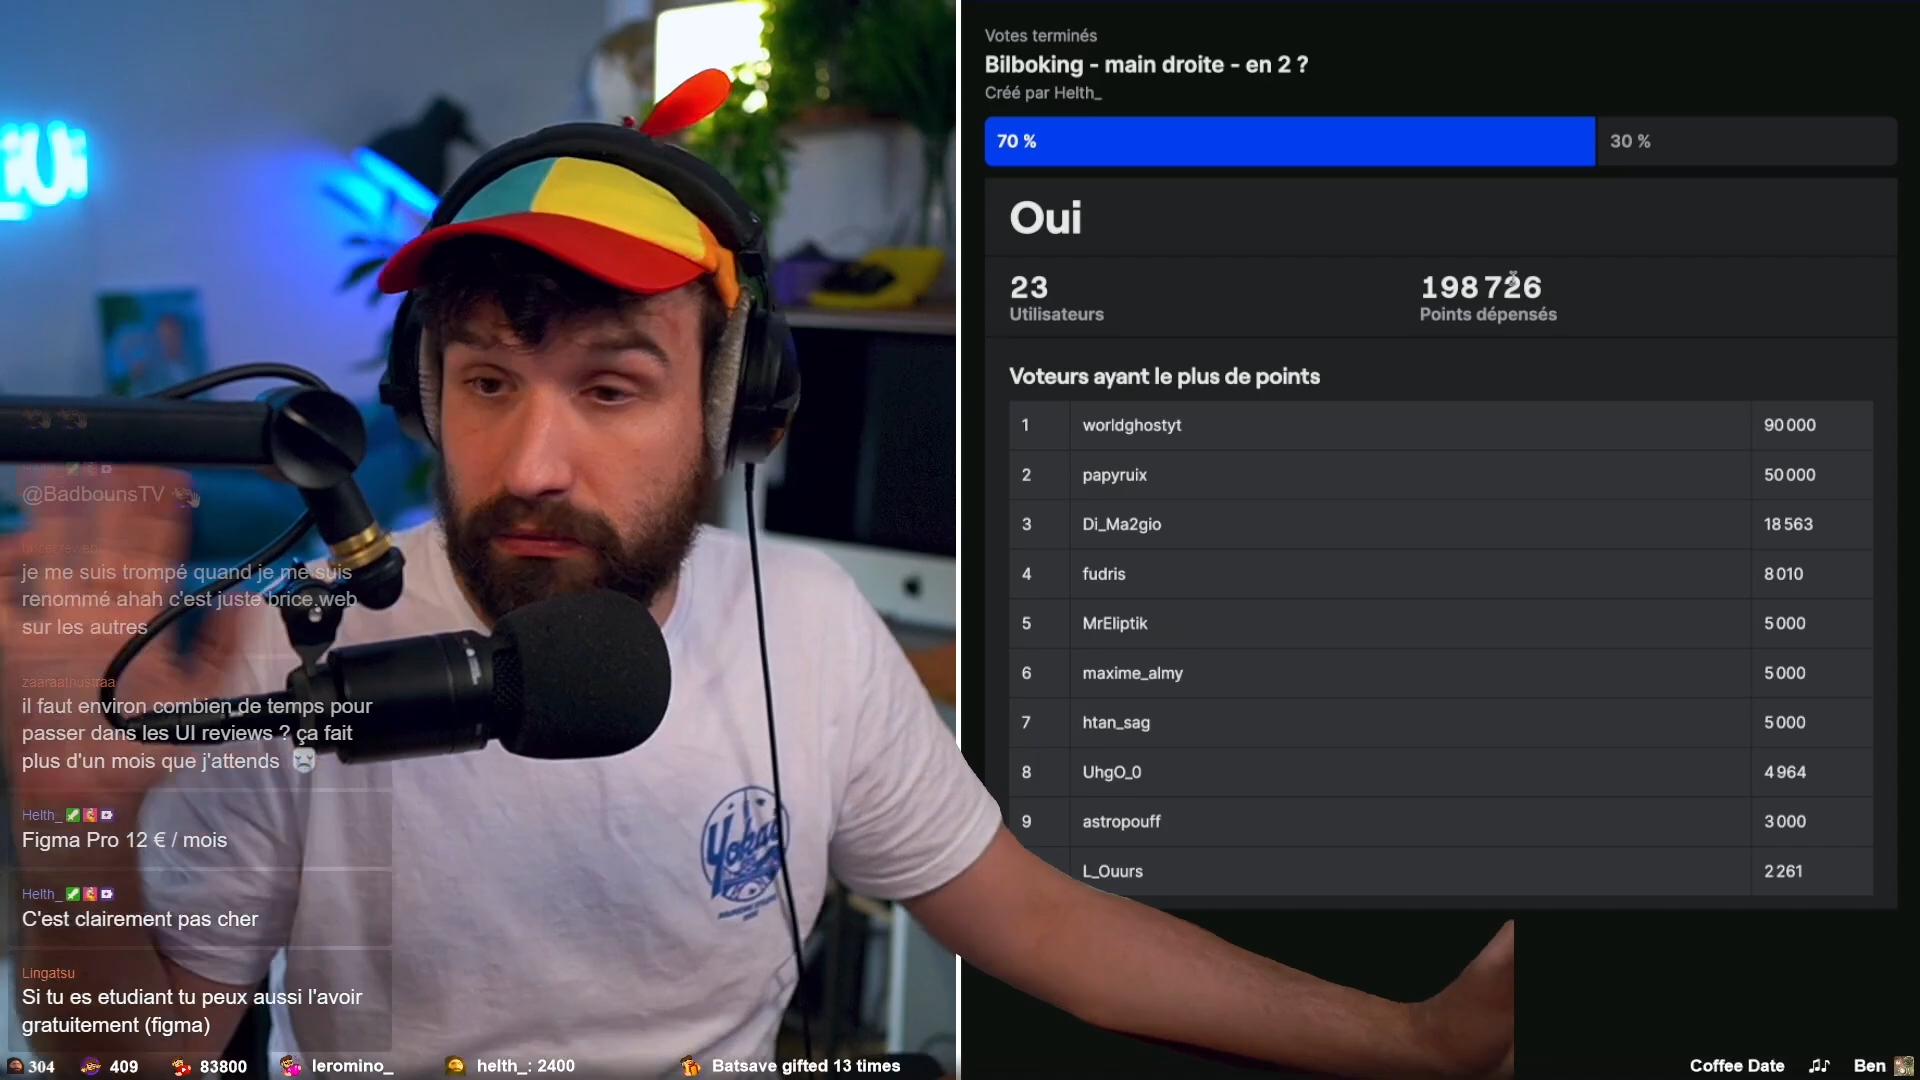 @BadbounsTV
je me suis trompé quand je me suis
renommé ahah c'est juste brice.web
sur les autres
zaaraathustraa
il faut environ combien de temps pour
passer dans les UI reviews ? ça fait
plus d'un mois que j'attends
Helth_
Figma Pro 12 € / mois
Helth_
C'est clairement pas cher
Lingatsu
Si tu es etudiant tu peux aussi l'avoir
gratuitement (figma)
304 409 83800 leromino_ helth_: 2400 Batsave gifted 13 times
Votes terminés
Bilboking - main droite - en 2 ?
Créé par Helth_
70 % 30 %
Oui
23 198 726
Utilisateurs Points dépensés
Voteurs ayant le plus de points
1 worldghostyt 90 000
2 papyruix 50 000
3 Di_Ma2gio 18 563
4 fudris 8 010
5 MrEliptik 5 000
6 maxime_almy 5 000
7 htan_sag 5 000
8 UhgO_0 4 964
9 astropouff 3 000
L_Ouurs 2 261
Coffee Date Ben